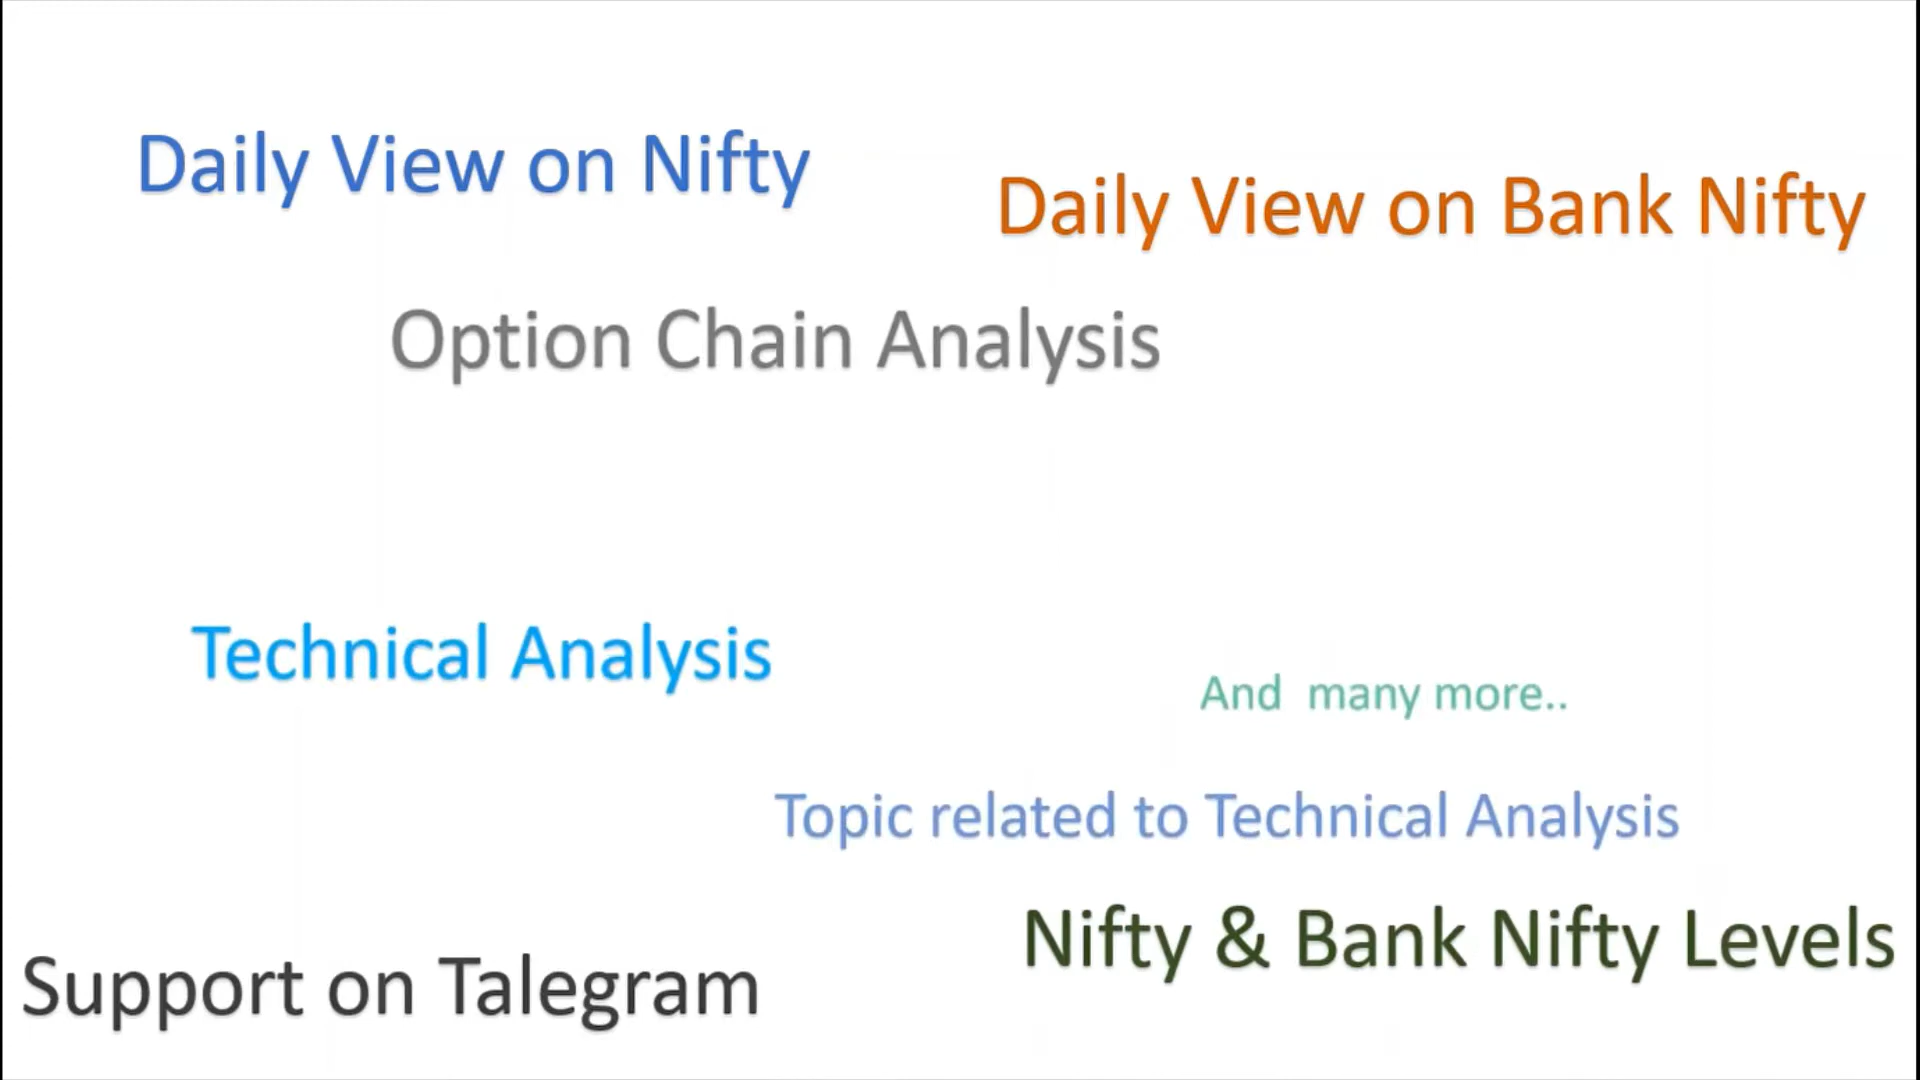 Daily View on Nifty
Daily View on Bank Nifty
Option Chain Analysis
Technical Analysis
And many more..
Topic related to Technical Analysis
Nifty & Bank Nifty Levels
Support on Talegram